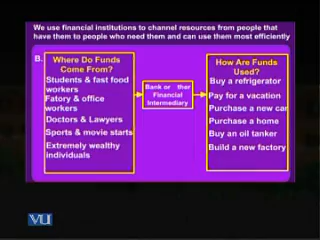 We use financial institutions to channel resources from people that
have them to people who need them and can use them most efficiently
B.
Where Do Funds
Come From?
Students & fast food
workers
Fatory & office
workers
Doctors & Lawyers
Sports & movie starts
Extremely wealthy
individuals
Bank or ther
Financial
Intermediary
How Are Funds
Used?
Buy a refrigerator
Pay for a vacation
Purchase a new car
Purchase a home
Buy an oil tanker
Build a new factory
VU